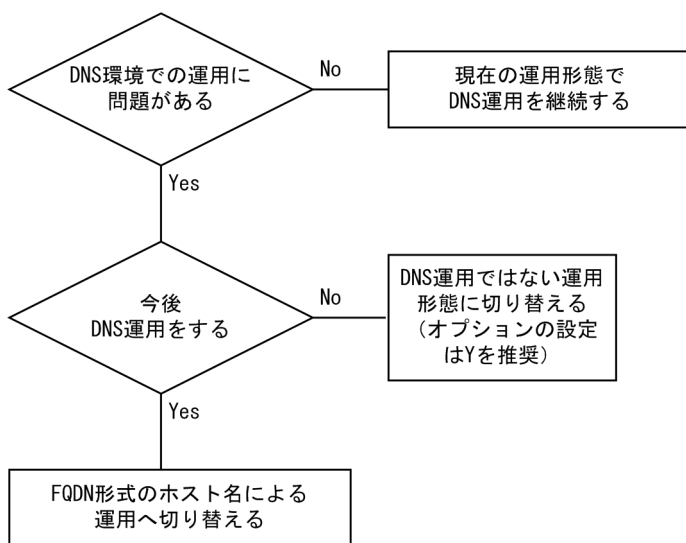 DNS環境での運用に
問題がある
No
現在の運用形態で
DNS運用を継続する
Yes
今後
DNS運用をする
No
DNS運用ではない運用
形態に切り替える
（オプションの設定
はYを推奨）
Yes
FQDN形式のホスト名による
運用へ切り替える